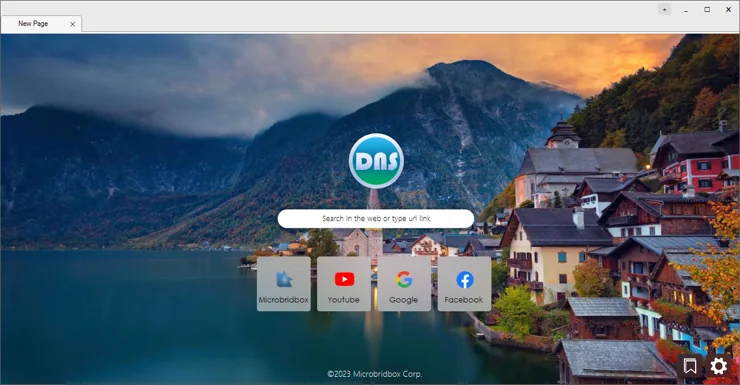 New Page
DNS
Search in the web or type url link
Microbridbox
Youtube
Google
Facebook
©2023 Microbridbox Corp.